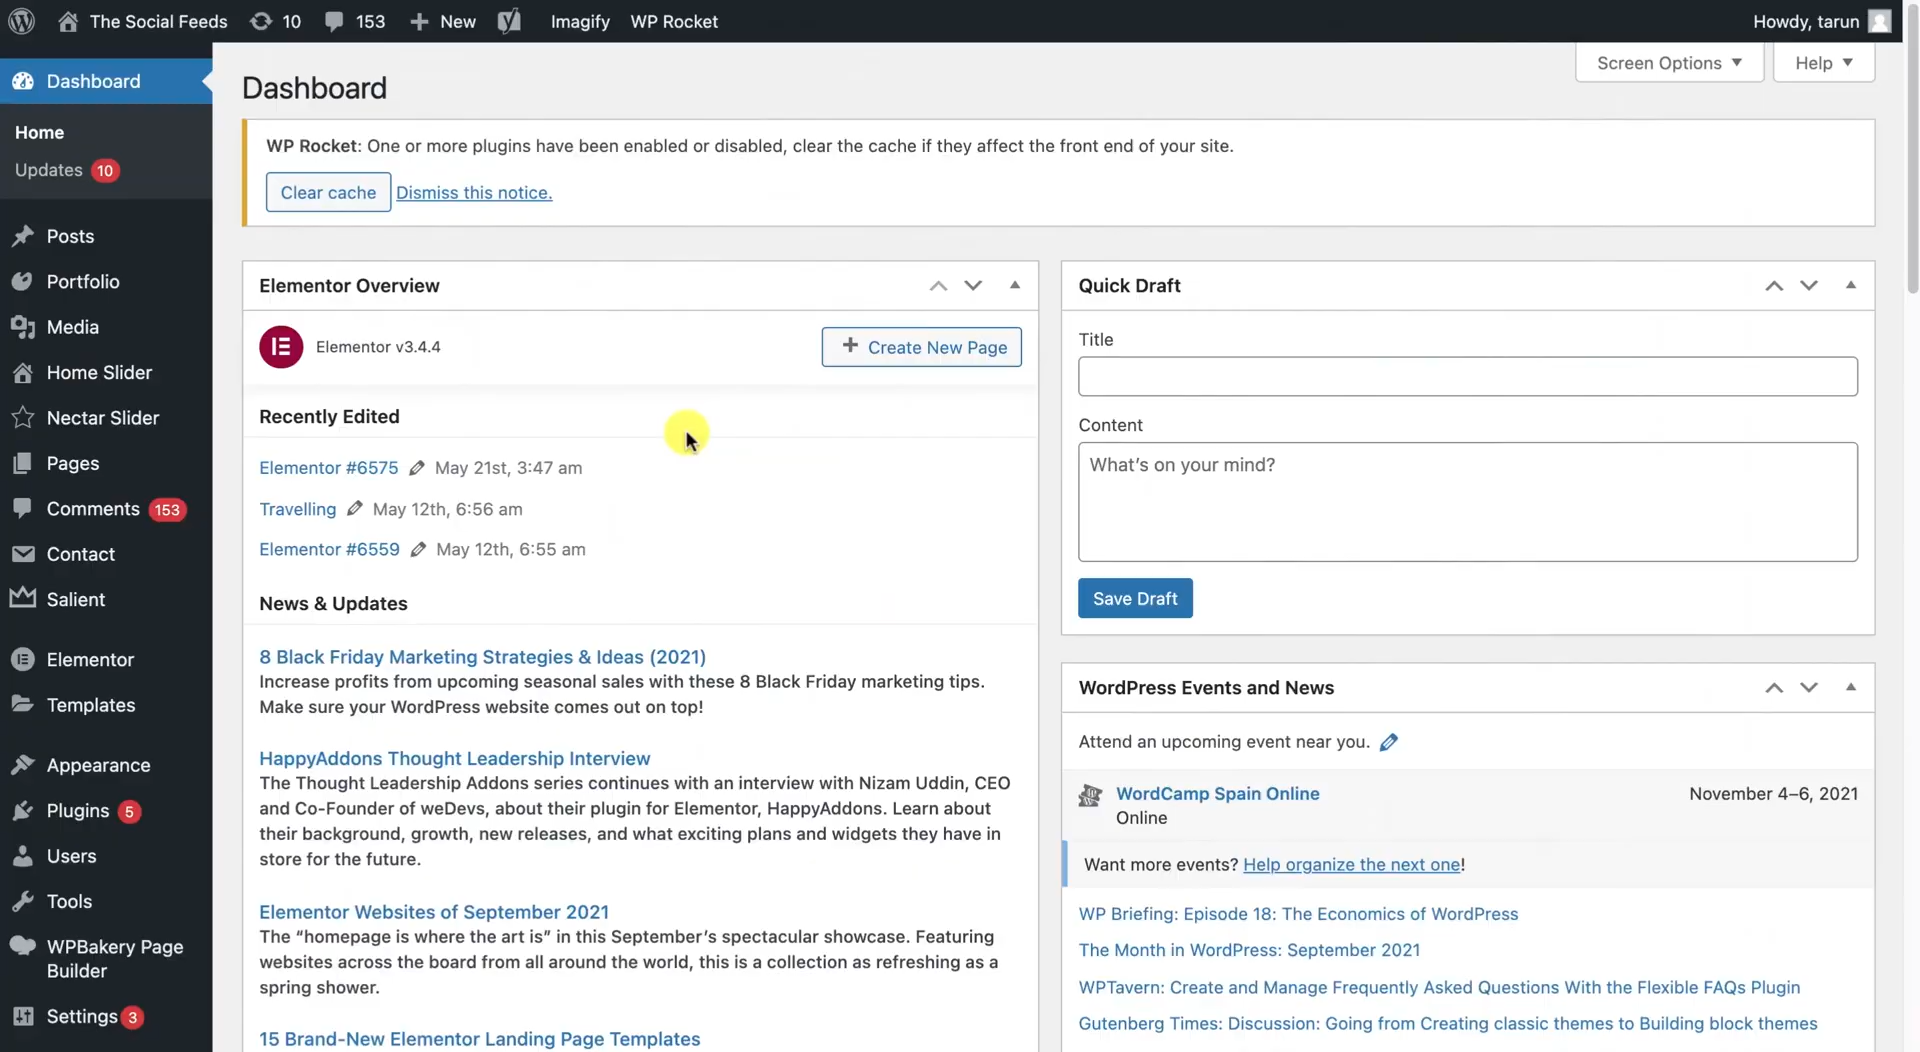 The Social Feeds 10 153 New Imagify WP Rocket Howdy, tarun
Screen Options Help
Dashboard
Home
Updates 10
Posts
Portfolio
Media
Home Slider
Nectar Slider
Pages
Comments 153
Contact
Salient
Elementor
Templates
Appearance
Plugins 5
Users
Tools
WPBakery Page
Builder
Settings 3
Dashboard
WP Rocket: One or more plugins have been enabled or disabled, clear the cache if they affect the front end of your site.
Clear cache Dismiss this notice.
Elementor Overview
Elementor v3.4.4
Create New Page
Recently Edited
Elementor #6575 May 21st, 3:47 am
Travelling May 12th, 6:56 am
Elementor #6559 May 12th, 6:55 am
News & Updates
8 Black Friday Marketing Strategies & Ideas (2021)
Increase profits from upcoming seasonal sales with these 8 Black Friday marketing tips.
Make sure your WordPress website comes out on top!
HappyAddons Thought Leadership Interview
The Thought Leadership Addons series continues with an interview with Nizam Uddin, CEO
and Co-Founder of weDevs, about their plugin for Elementor, HappyAddons. Learn about
their background, growth, new releases, and what exciting plans and widgets they have in
store for the future.
Elementor Websites of September 2021
The “homepage is where the art is” in this September’s spectacular showcase. Featuring
websites across the board from all around the world, this is a collection as refreshing as a
spring shower.
15 Brand-New Elementor Landing Page Templates
Quick Draft
Title
Content
What’s on your mind?
Save Draft
WordPress Events and News
Attend an upcoming event near you.
WordCamp Spain Online November 4–6, 2021
Online
Want more events? Help organize the next one!
WP Briefing: Episode 18: The Economics of WordPress
The Month in WordPress: September 2021
WPTavern: Create and Manage Frequently Asked Questions With the Flexible FAQs Plugin
Gutenberg Times: Discussion: Going from Creating classic themes to Building block themes